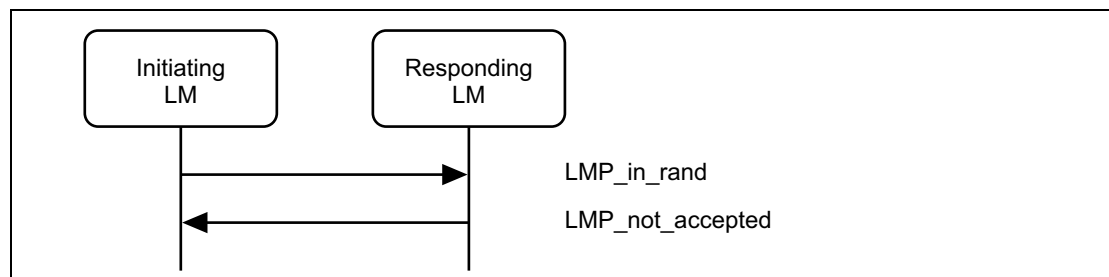 Initiating
LM
Responding
LM
LMP_in_rand
LMP_not_accepted